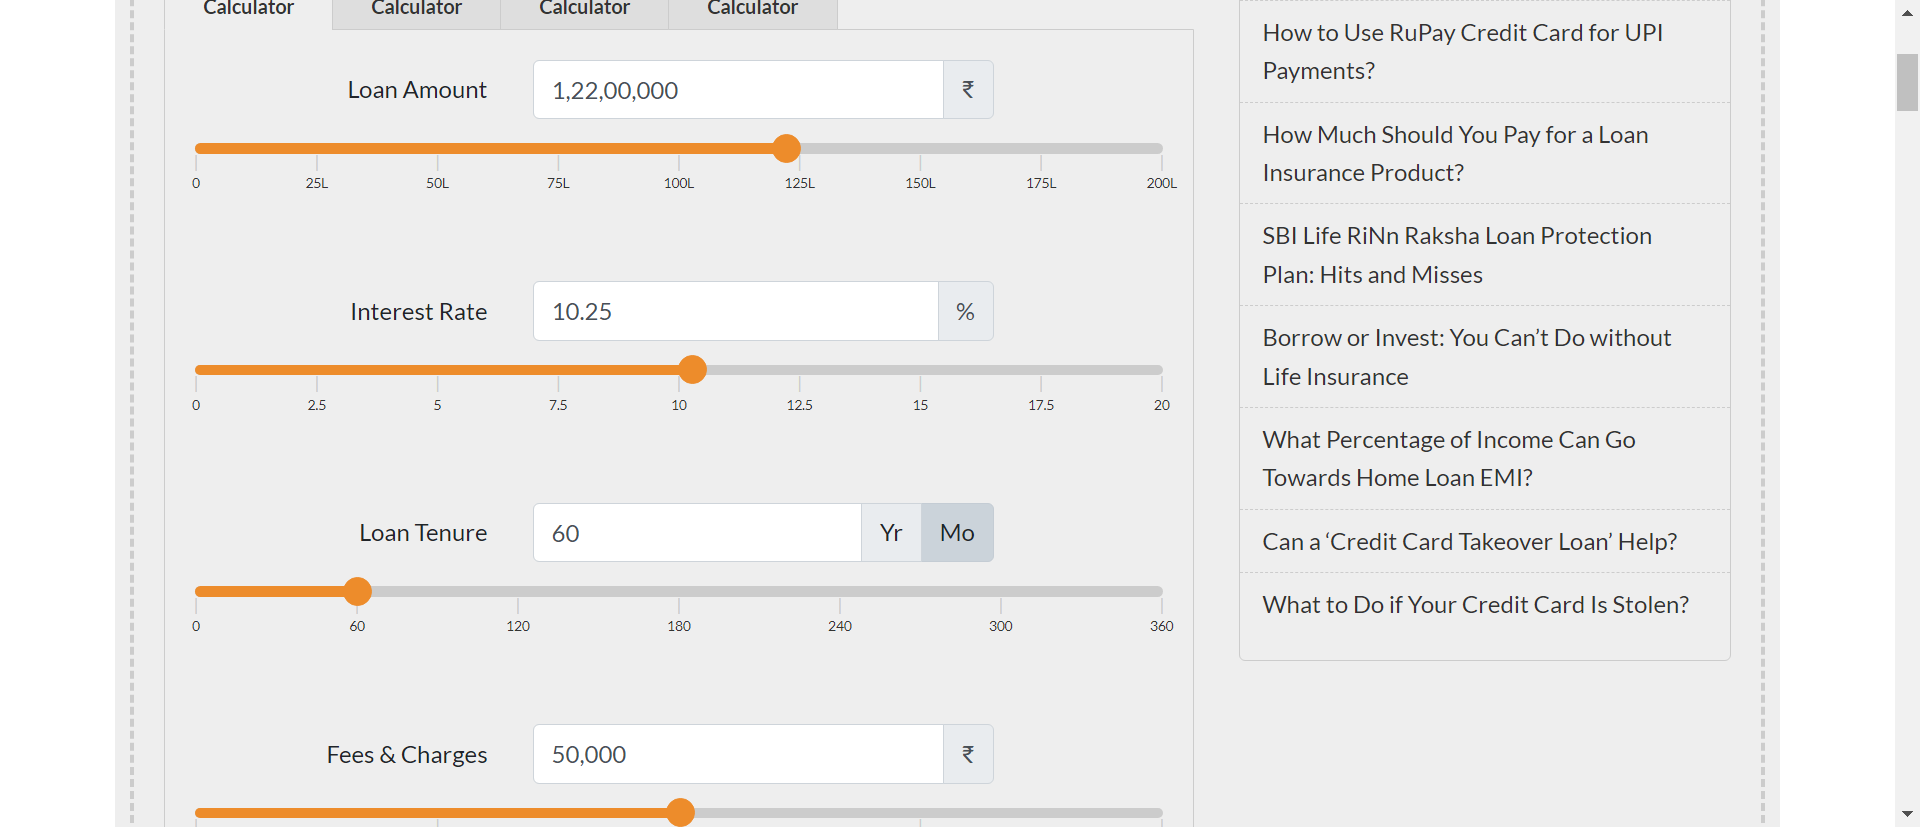 Calculator Calculator Calculator Calculator
Loan Amount 1,22,00,000 ₹
0 25L 50L 75L 100L 125L 150L 175L 200L
Interest Rate 10.25 %
0 2.5 5 7.5 10 12.5 15 17.5 20
Loan Tenure 60 Yr Mo
0 60 120 180 240 300 360
Fees & Charges 50,000 ₹
How to Use RuPay Credit Card for UPI
Payments?
How Much Should You Pay for a Loan
Insurance Product?
SBI Life RiNn Raksha Loan Protection
Plan: Hits and Misses
Borrow or Invest: You Can’t Do without
Life Insurance
What Percentage of Income Can Go
Towards Home Loan EMI?
Can a ‘Credit Card Takeover Loan’ Help?
What to Do if Your Credit Card Is Stolen?